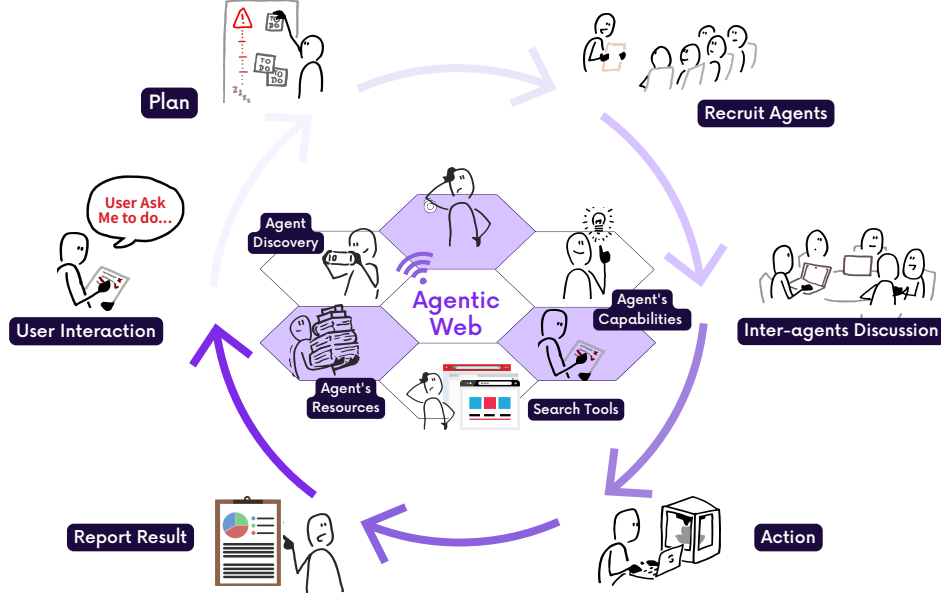 TO
DO
TO
DO
TO
DO
zzzz
Plan
Recruit Agents
User Ask
Me to do...
Agent
Discovery
Agentic
Web
Agent's
Capabilities
User Interaction
Inter-agents Discussion
Agent's
Resources
Search Tools
Report Result
Action